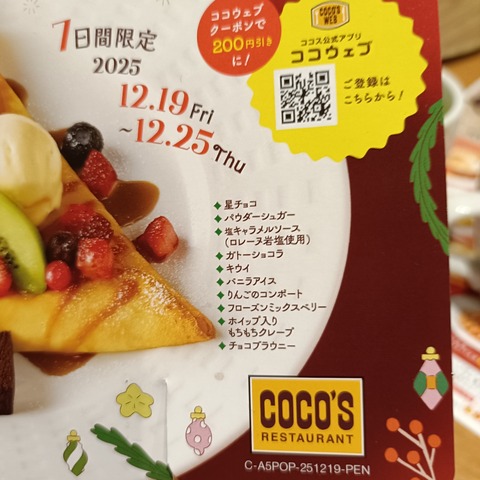 ココウェブ
クーポンで
200円引き
に!
COCO'S
WEB
ココス公式アプリ
ココウェブ
ご登録は
こちらから!
7日間限定
2025
12.19 Fri
~12.25 Thu
星チョコ
パウダーシュガー
塩キャラメルソース
(ロレーヌ岩塩使用)
ガトーショコラ
キウイ
バニラアイス
りんごのコンポート
フローズンミックスベリー
ホイップ入り
もちもちクレープ
チョコブラウニー
COCO'S
RESTAURANT
C-A5POP-251219-PEN